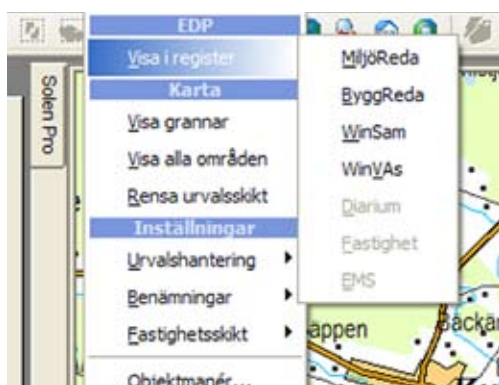 EDP
Visa i register
Karta
Visa grannar
Visa alla områden
Rensa urvalsskikt
Inställningar
Urvalshantering
Benämningar
Fastighetsskikt
Objektmanér...
MiljöReda
ByggReda
WinSam
WinVAs
Diarium
Fastighet
EMS
Solen Pro
appen
Backar